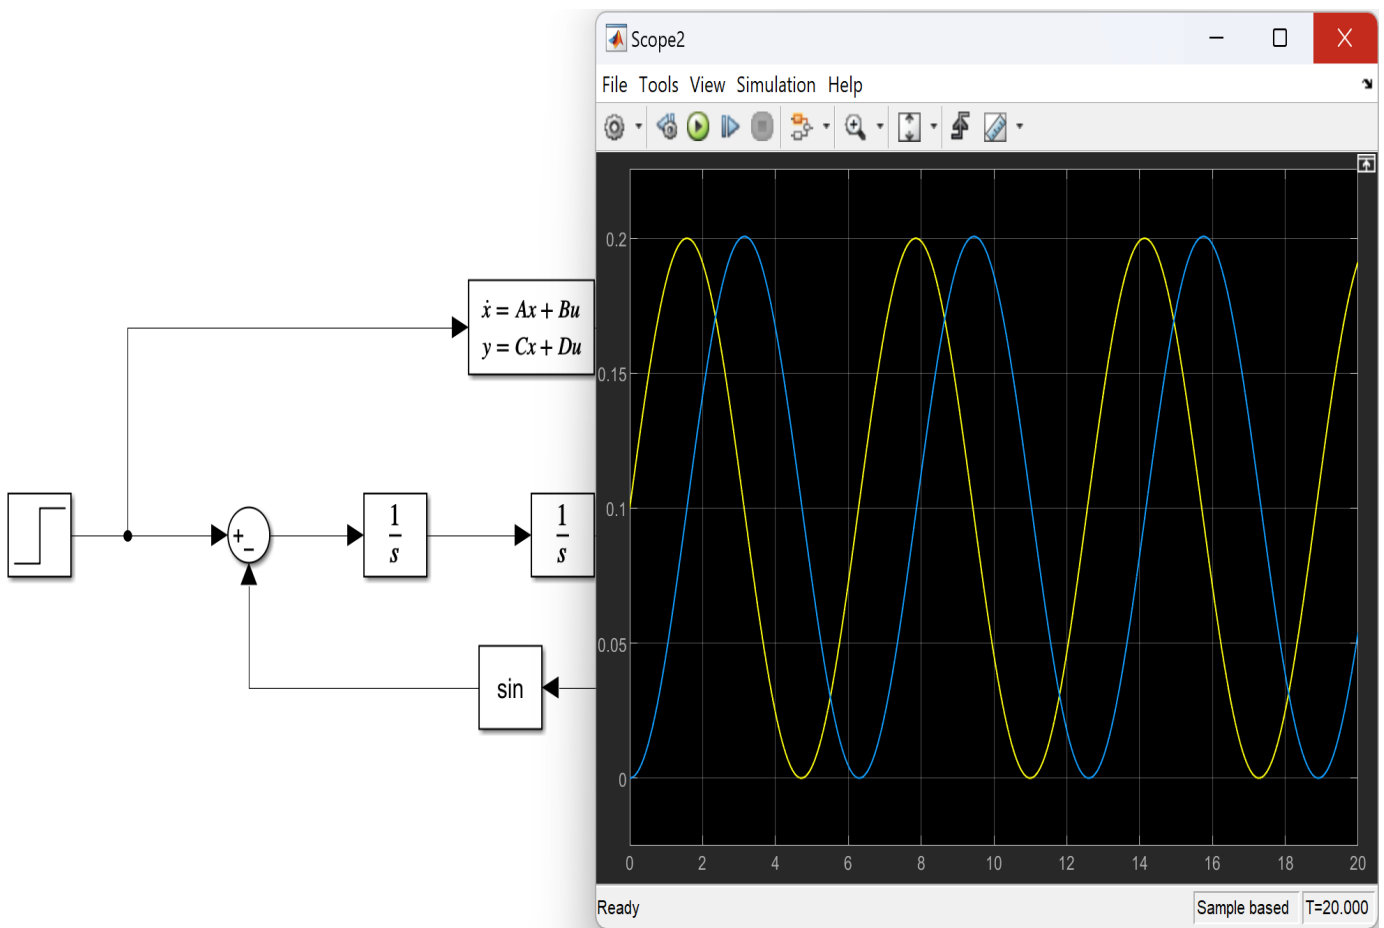 Scope2
File Tools View Simulation Help
ẋ = Ax + Bu
y = Cx + Du
+
−
1
s
1
s
sin
0.2
0.15
0.1
0.05
0
0 2 4 6 8 10 12 14 16 18 20
Ready
Sample based
T=20.000